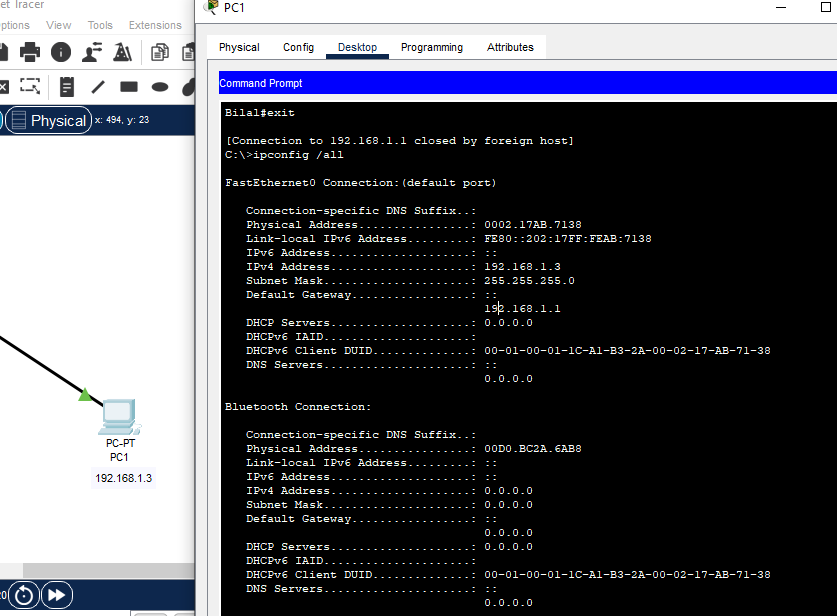 et Tracer
ptions View Tools Extensions
Physical x: 494, y: 23
PC-PT
PC1
192.168.1.3
PC1
Physical Config Desktop Programming Attributes
Command Prompt
Bilal#exit
[Connection to 192.168.1.1 closed by foreign host]
C:\>ipconfig /all
FastEthernet0 Connection:(default port)
Connection-specific DNS Suffix..:
Physical Address................: 0002.17AB.7138
Link-local IPv6 Address.........: FE80::202:17FF:FEAB:7138
IPv6 Address....................: ::
IPv4 Address....................: 192.168.1.3
Subnet Mask.....................: 255.255.255.0
Default Gateway.................: ::
192.168.1.1
DHCP Servers....................: 0.0.0.0
DHCPv6 IAID.....................:
DHCPv6 Client DUID..............: 00-01-00-01-1C-A1-B3-2A-00-02-17-AB-71-38
DNS Servers.....................: ::
0.0.0.0
Bluetooth Connection:
Connection-specific DNS Suffix..:
Physical Address................: 00D0.BC2A.6AB8
Link-local IPv6 Address.........: ::
IPv6 Address....................: ::
IPv4 Address....................: 0.0.0.0
Subnet Mask.....................: 0.0.0.0
Default Gateway.................: ::
0.0.0.0
DHCP Servers....................: 0.0.0.0
DHCPv6 IAID.....................:
DHCPv6 Client DUID..............: 00-01-00-01-1C-A1-B3-2A-00-02-17-AB-71-38
DNS Servers.....................: ::
0.0.0.0